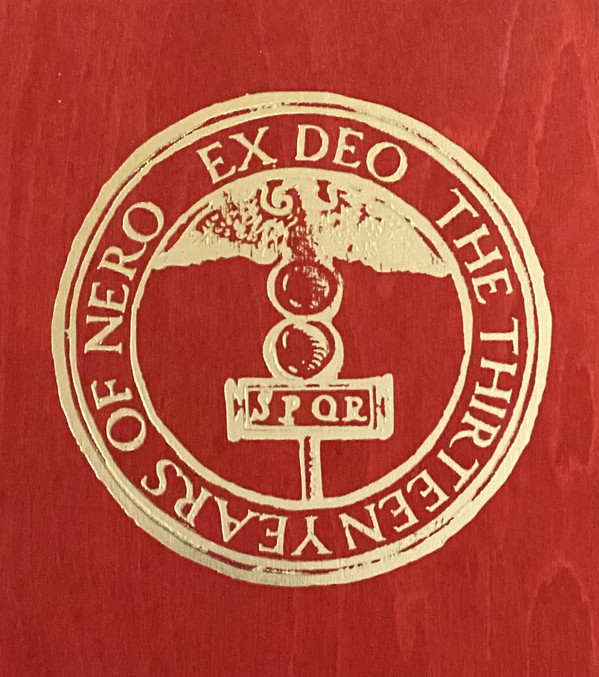 EX DEO
THE THIRTEEN YEARS OF NERO
SPQR